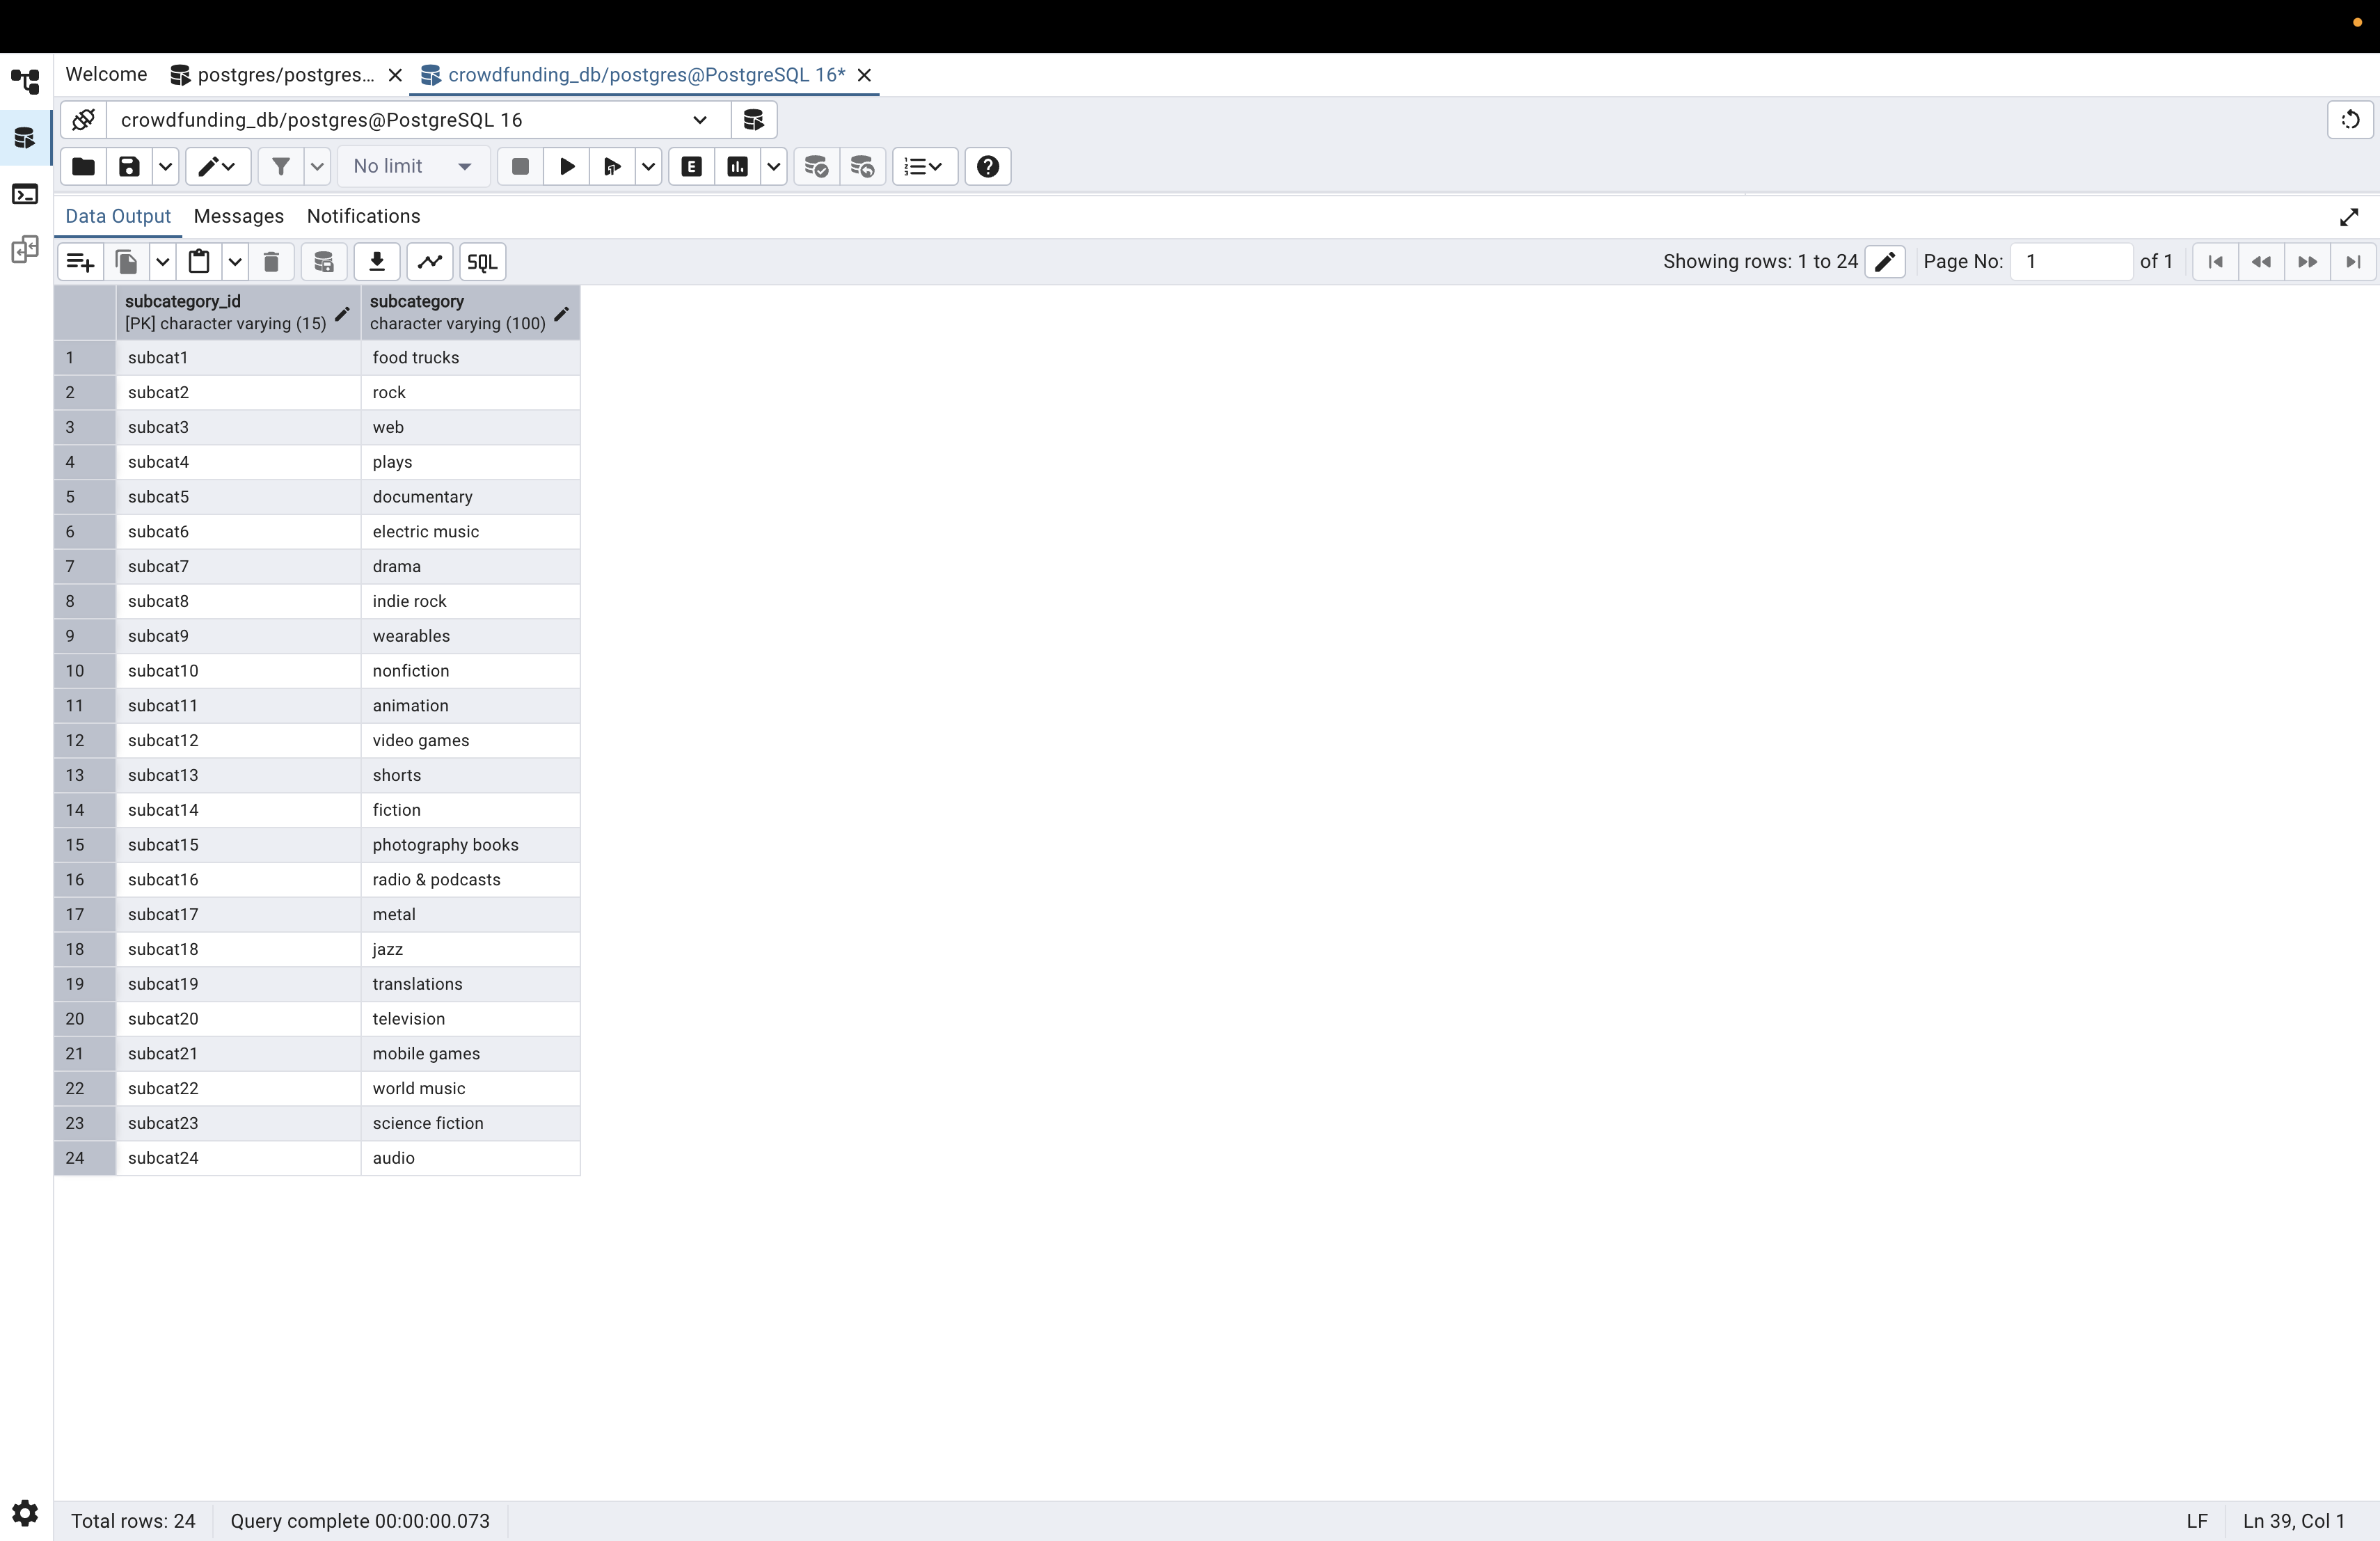 Welcome postgres/postgres... crowdfunding_db/postgres@PostgreSQL 16*
crowdfunding_db/postgres@PostgreSQL 16
No limit E
Data Output Messages Notifications
SQL Showing rows: 1 to 24 Page No: 1 of 1
subcategory_id subcategory
[PK] character varying (15) character varying (100)
1 subcat1 food trucks
2 subcat2 rock
3 subcat3 web
4 subcat4 plays
5 subcat5 documentary
6 subcat6 electric music
7 subcat7 drama
8 subcat8 indie rock
9 subcat9 wearables
10 subcat10 nonfiction
11 subcat11 animation
12 subcat12 video games
13 subcat13 shorts
14 subcat14 fiction
15 subcat15 photography books
16 subcat16 radio & podcasts
17 subcat17 metal
18 subcat18 jazz
19 subcat19 translations
20 subcat20 television
21 subcat21 mobile games
22 subcat22 world music
23 subcat23 science fiction
24 subcat24 audio
Total rows: 24 Query complete 00:00:00.073 LF Ln 39, Col 1